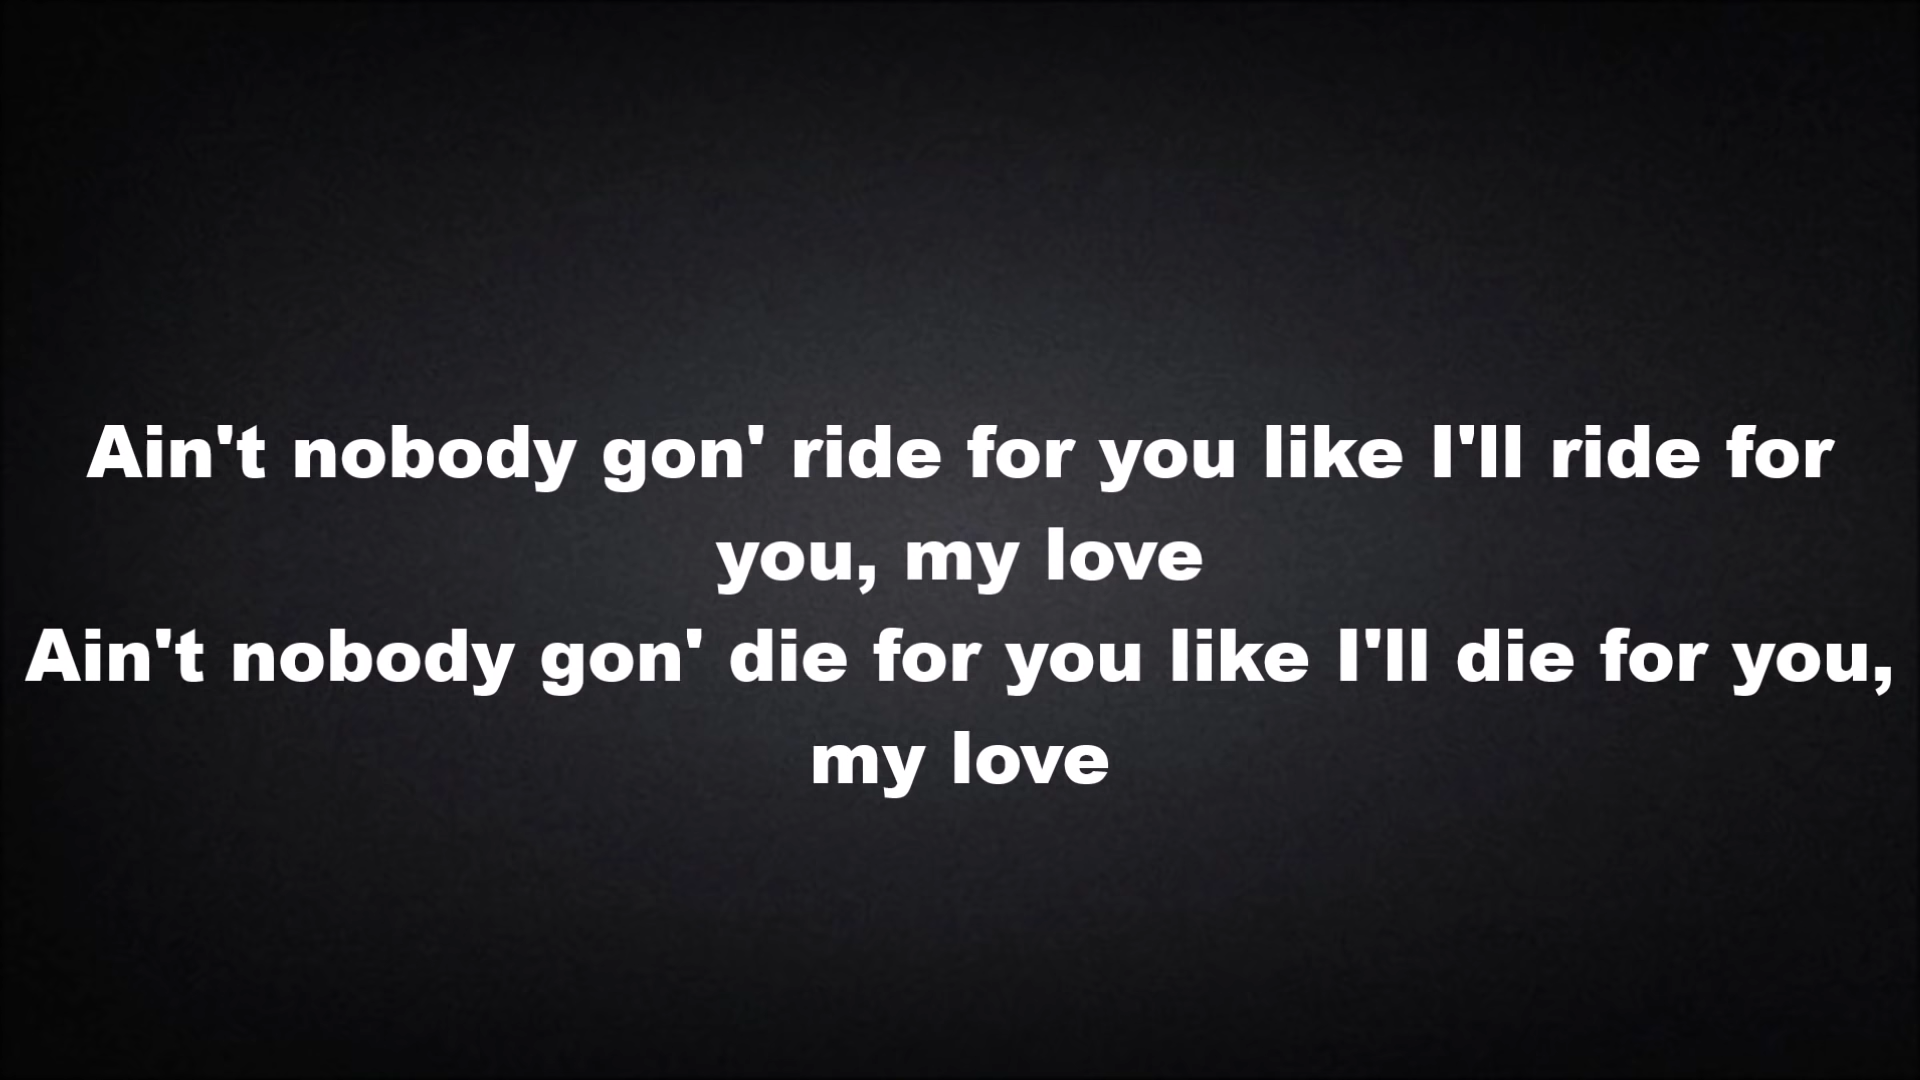 Ain't nobody gon' ride for you like I'll ride for
you, my love
Ain't nobody gon' die for you like I'll die for you,
my love